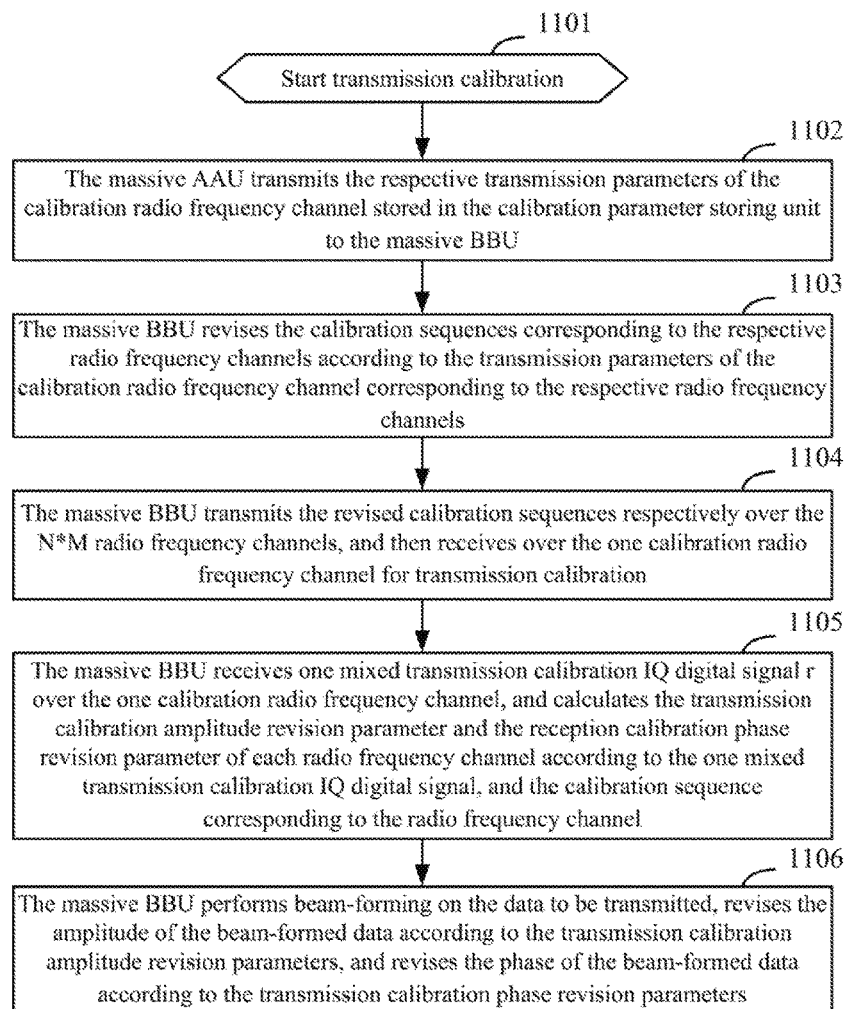 1101
Start transmission calibration
1102
The massive AAU transmits the respective transmission parameters of the
calibration radio frequency channel stored in the calibration parameter storing unit
to the massive BBU
1103
The massive BBU revises the calibration sequences corresponding to the respective
radio frequency channels according to the transmission parameters of the
calibration radio frequency channel corresponding to the respective radio frequency
channels
1104
The massive BBU transmits the revised calibration sequences respectively over the
N*M radio frequency channels, and then receives over the one calibration radio
frequency channel for transmission calibration
1105
The massive BBU receives one mixed transmission calibration IQ digital signal r
over the one calibration radio frequency channel, and calculates the transmission
calibration amplitude revision parameter and the reception calibration phase
revision parameter of each radio frequency channel according to the one mixed
transmission calibration IQ digital signal, and the calibration sequence
corresponding to the radio frequency channel
1106
The massive BBU performs beam-forming on the data to be transmitted, revises the
amplitude of the beam-formed data according to the transmission calibration
amplitude revision parameters, and revises the phase of the beam-formed data
according to the transmission calibration phase revision parameters